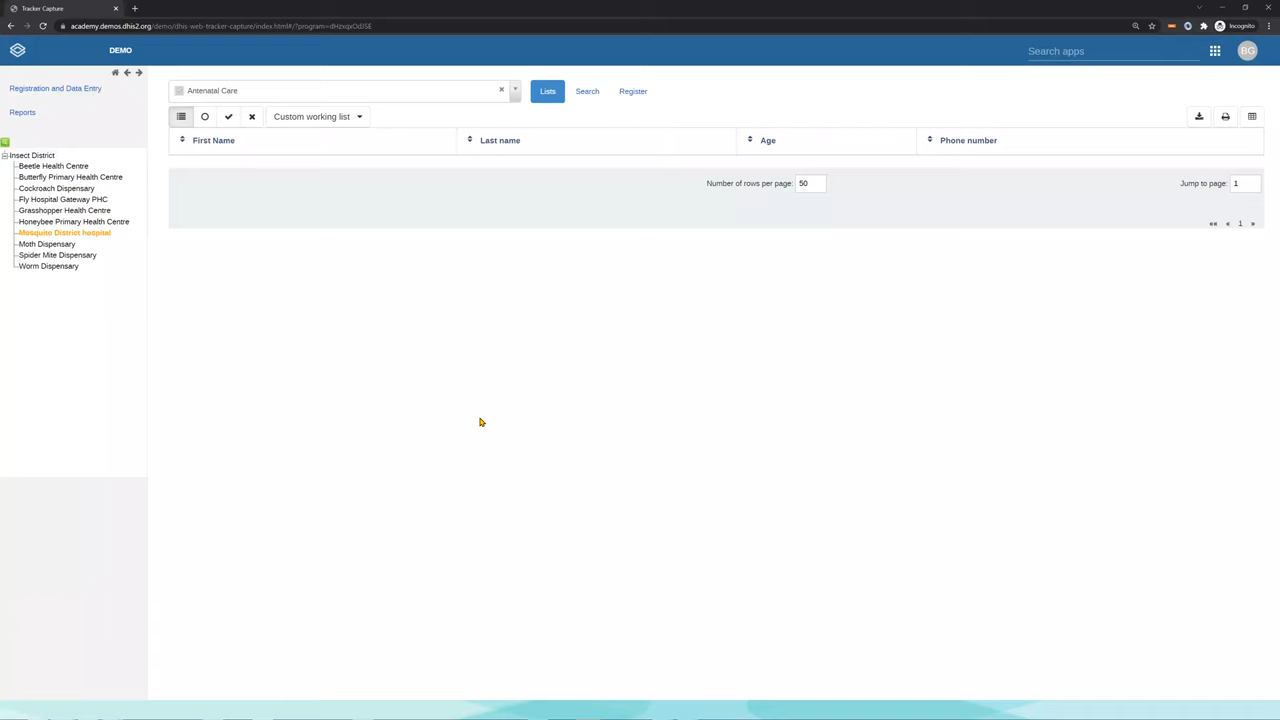 Tracker Capture
academy.demos.dhis2.org/demo/dhis-web-tracker-capture/index.html#/?program=dHzxqxOdJSE
Incognito
DEMO
Search apps
BG
Registration and Data Entry
Reports
Insect District
Beetle Health Centre
Butterfly Primary Health Centre
Cockroach Dispensary
Fly Hospital Gateway PHC
Grasshopper Health Centre
Honeybee Primary Health Centre
Mosquito District hospital
Moth Dispensary
Spider Mite Dispensary
Worm Dispensary
Antenatal Care
Lists Search Register
Custom working list
First Name Last name Age Phone number
Number of rows per page: 50 Jump to page: 1
«« « 1 »